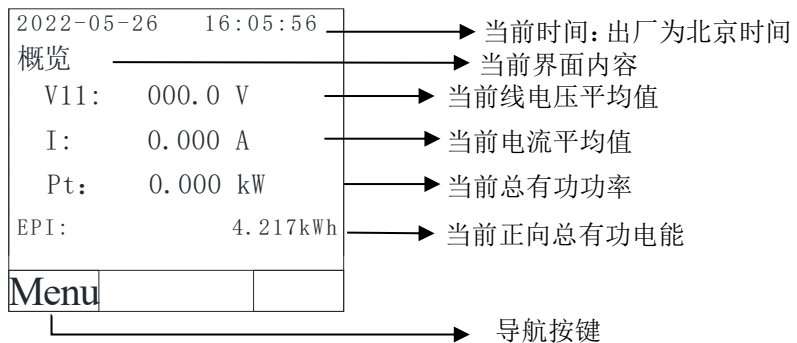 2022-05-26 16:05:56 当前时间：出厂为北京时间
概览 当前界面内容
V11: 000.0 V 当前线电压平均值
I: 0.000 A 当前电流平均值
Pt： 0.000 kW 当前总有功功率
EPI: 4.217kWh 当前正向总有功电能
Menu
导航按键